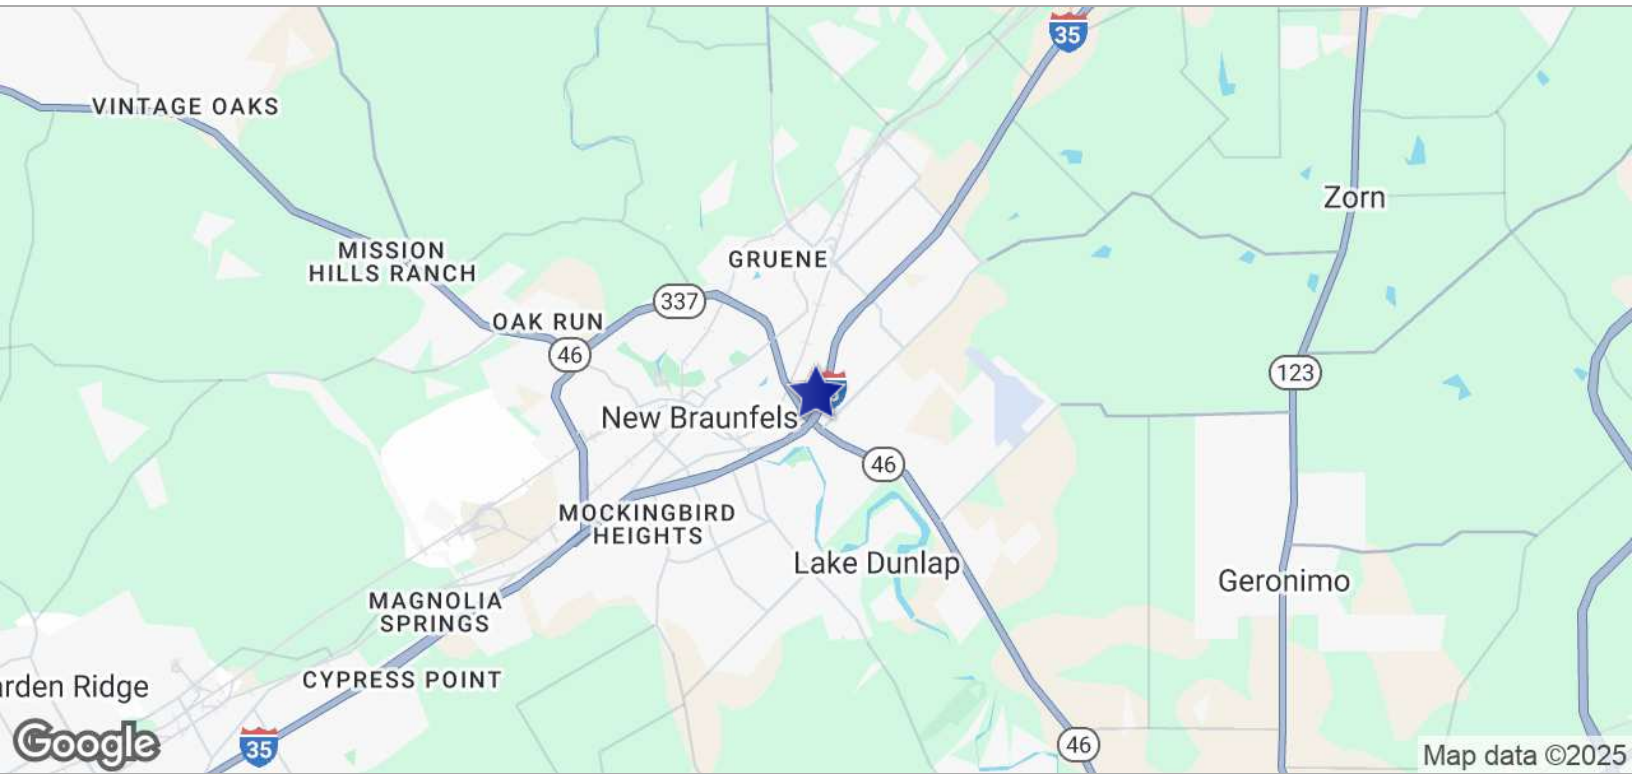 35
VINTAGE OAKS
Zorn
MISSION
HILLS RANCH
GRUENE
337
OAK RUN
46
123
New Braunfels
46
MOCKINGBIRD
HEIGHTS
Lake Dunlap
Geronimo
MAGNOLIA
SPRINGS
CYPRESS POINT
arden Ridge
Google
35
46
Map data ©2025